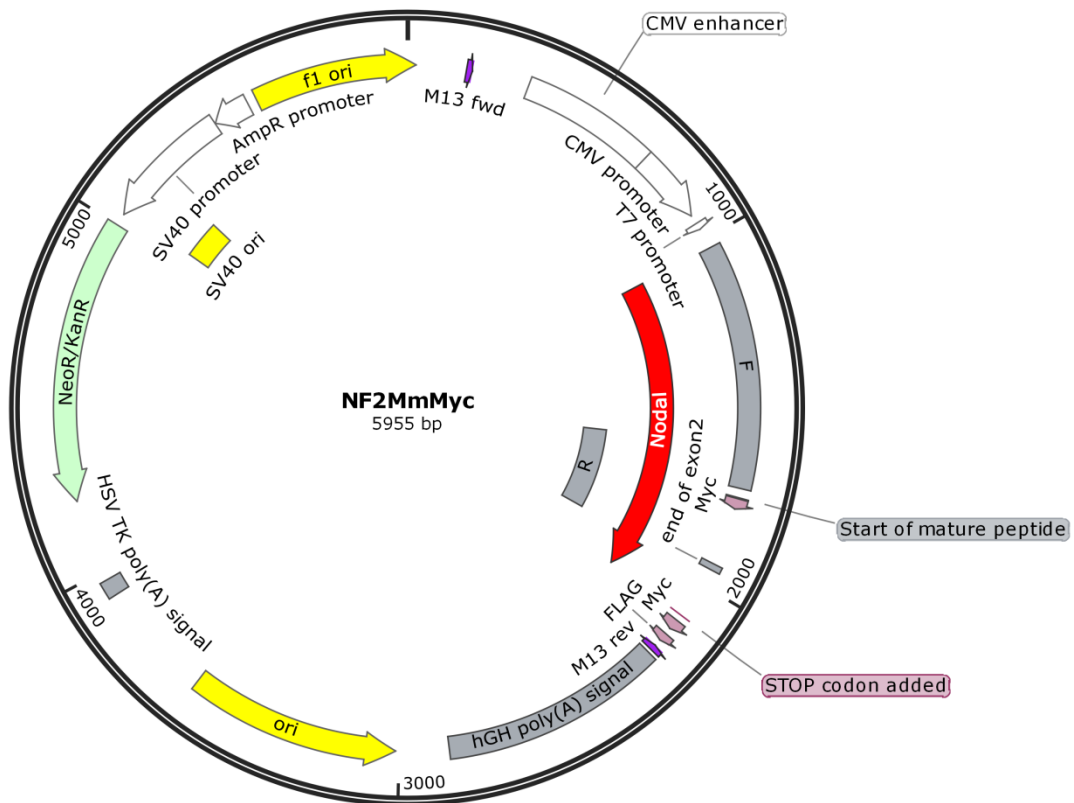 CMV enhancer
f1 ori
M13 fwd
AmpR promoter
CMV promoter
1000
T7 promoter
SV40 promoter
SV40 ori
5000
NeoR/KanR
F
NF2MmMyc
5955 bp
Nodal
R
end of exon2
Myc
Start of mature peptide
HSV TK poly(A) signal
2000
4000
FLAG
Myc
M13 rev
STOP codon added
hGH poly(A) signal
ori
3000